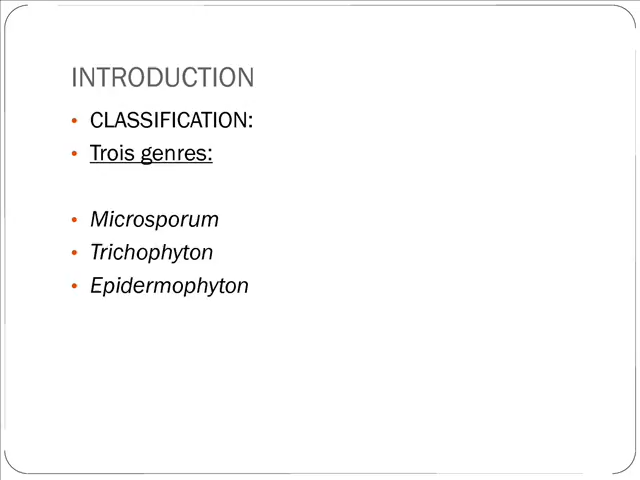 INTRODUCTION
• CLASSIFICATION:
• Trois genres:
• Microsporum
• Trichophyton
• Epidermophyton